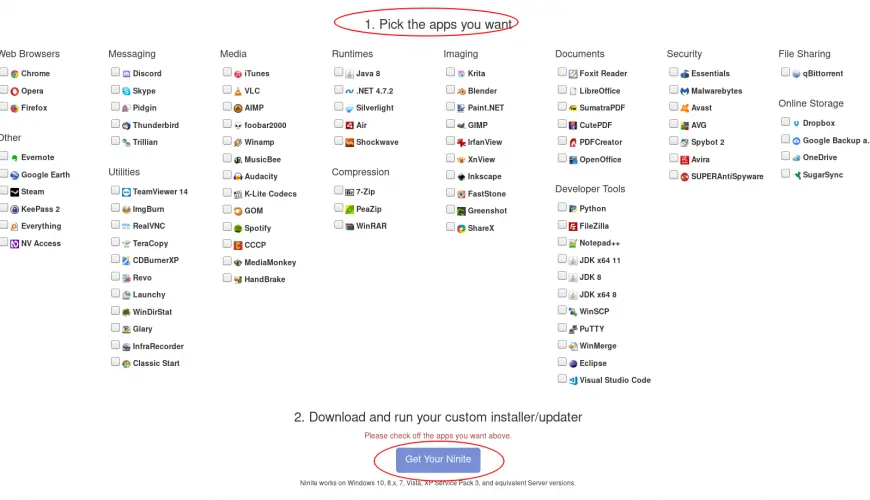 1. Pick the apps you want
Web Browsers
Chrome
Opera
Firefox
Other
Evernote
Google Earth
Steam
KeePass 2
Everything
NV Access
Messaging
Discord
Skype
Pidgin
Thunderbird
Trillian
Utilities
TeamViewer 14
ImgBurn
RealVNC
TeraCopy
CDBurnerXP
Revo
Launchy
WinDirStat
Glary
InfraRecorder
Classic Start
Media
iTunes
VLC
AIMP
foobar2000
Winamp
MusicBee
Audacity
K-Lite Codecs
GOM
Spotify
CCCP
MediaMonkey
HandBrake
Runtimes
Java 8
.NET 4.7.2
Silverlight
Air
Shockwave
Compression
7-Zip
PeaZip
WinRAR
Imaging
Krita
Blender
Paint.NET
GIMP
IrfanView
XnView
Inkscape
FastStone
Greenshot
ShareX
Documents
Foxit Reader
LibreOffice
SumatraPDF
CutePDF
PDFCreator
OpenOffice
Developer Tools
Python
FileZilla
Notepad++
JDK x64 11
JDK 8
JDK x64 8
WinSCP
PuTTY
WinMerge
Eclipse
Visual Studio Code
Security
Essentials
Malwarebytes
Avast
AVG
Spybot 2
Avira
SUPERAntiSpyware
File Sharing
qBittorrent
Online Storage
Dropbox
Google Backup a.
OneDrive
SugarSync
2. Download and run your custom installer/updater
Please check off the apps you want above.
Get Your Ninite
Ninite works on Windows 10, 8.x, 7, Vista, XP Service Pack 3, and equivalent Server versions.